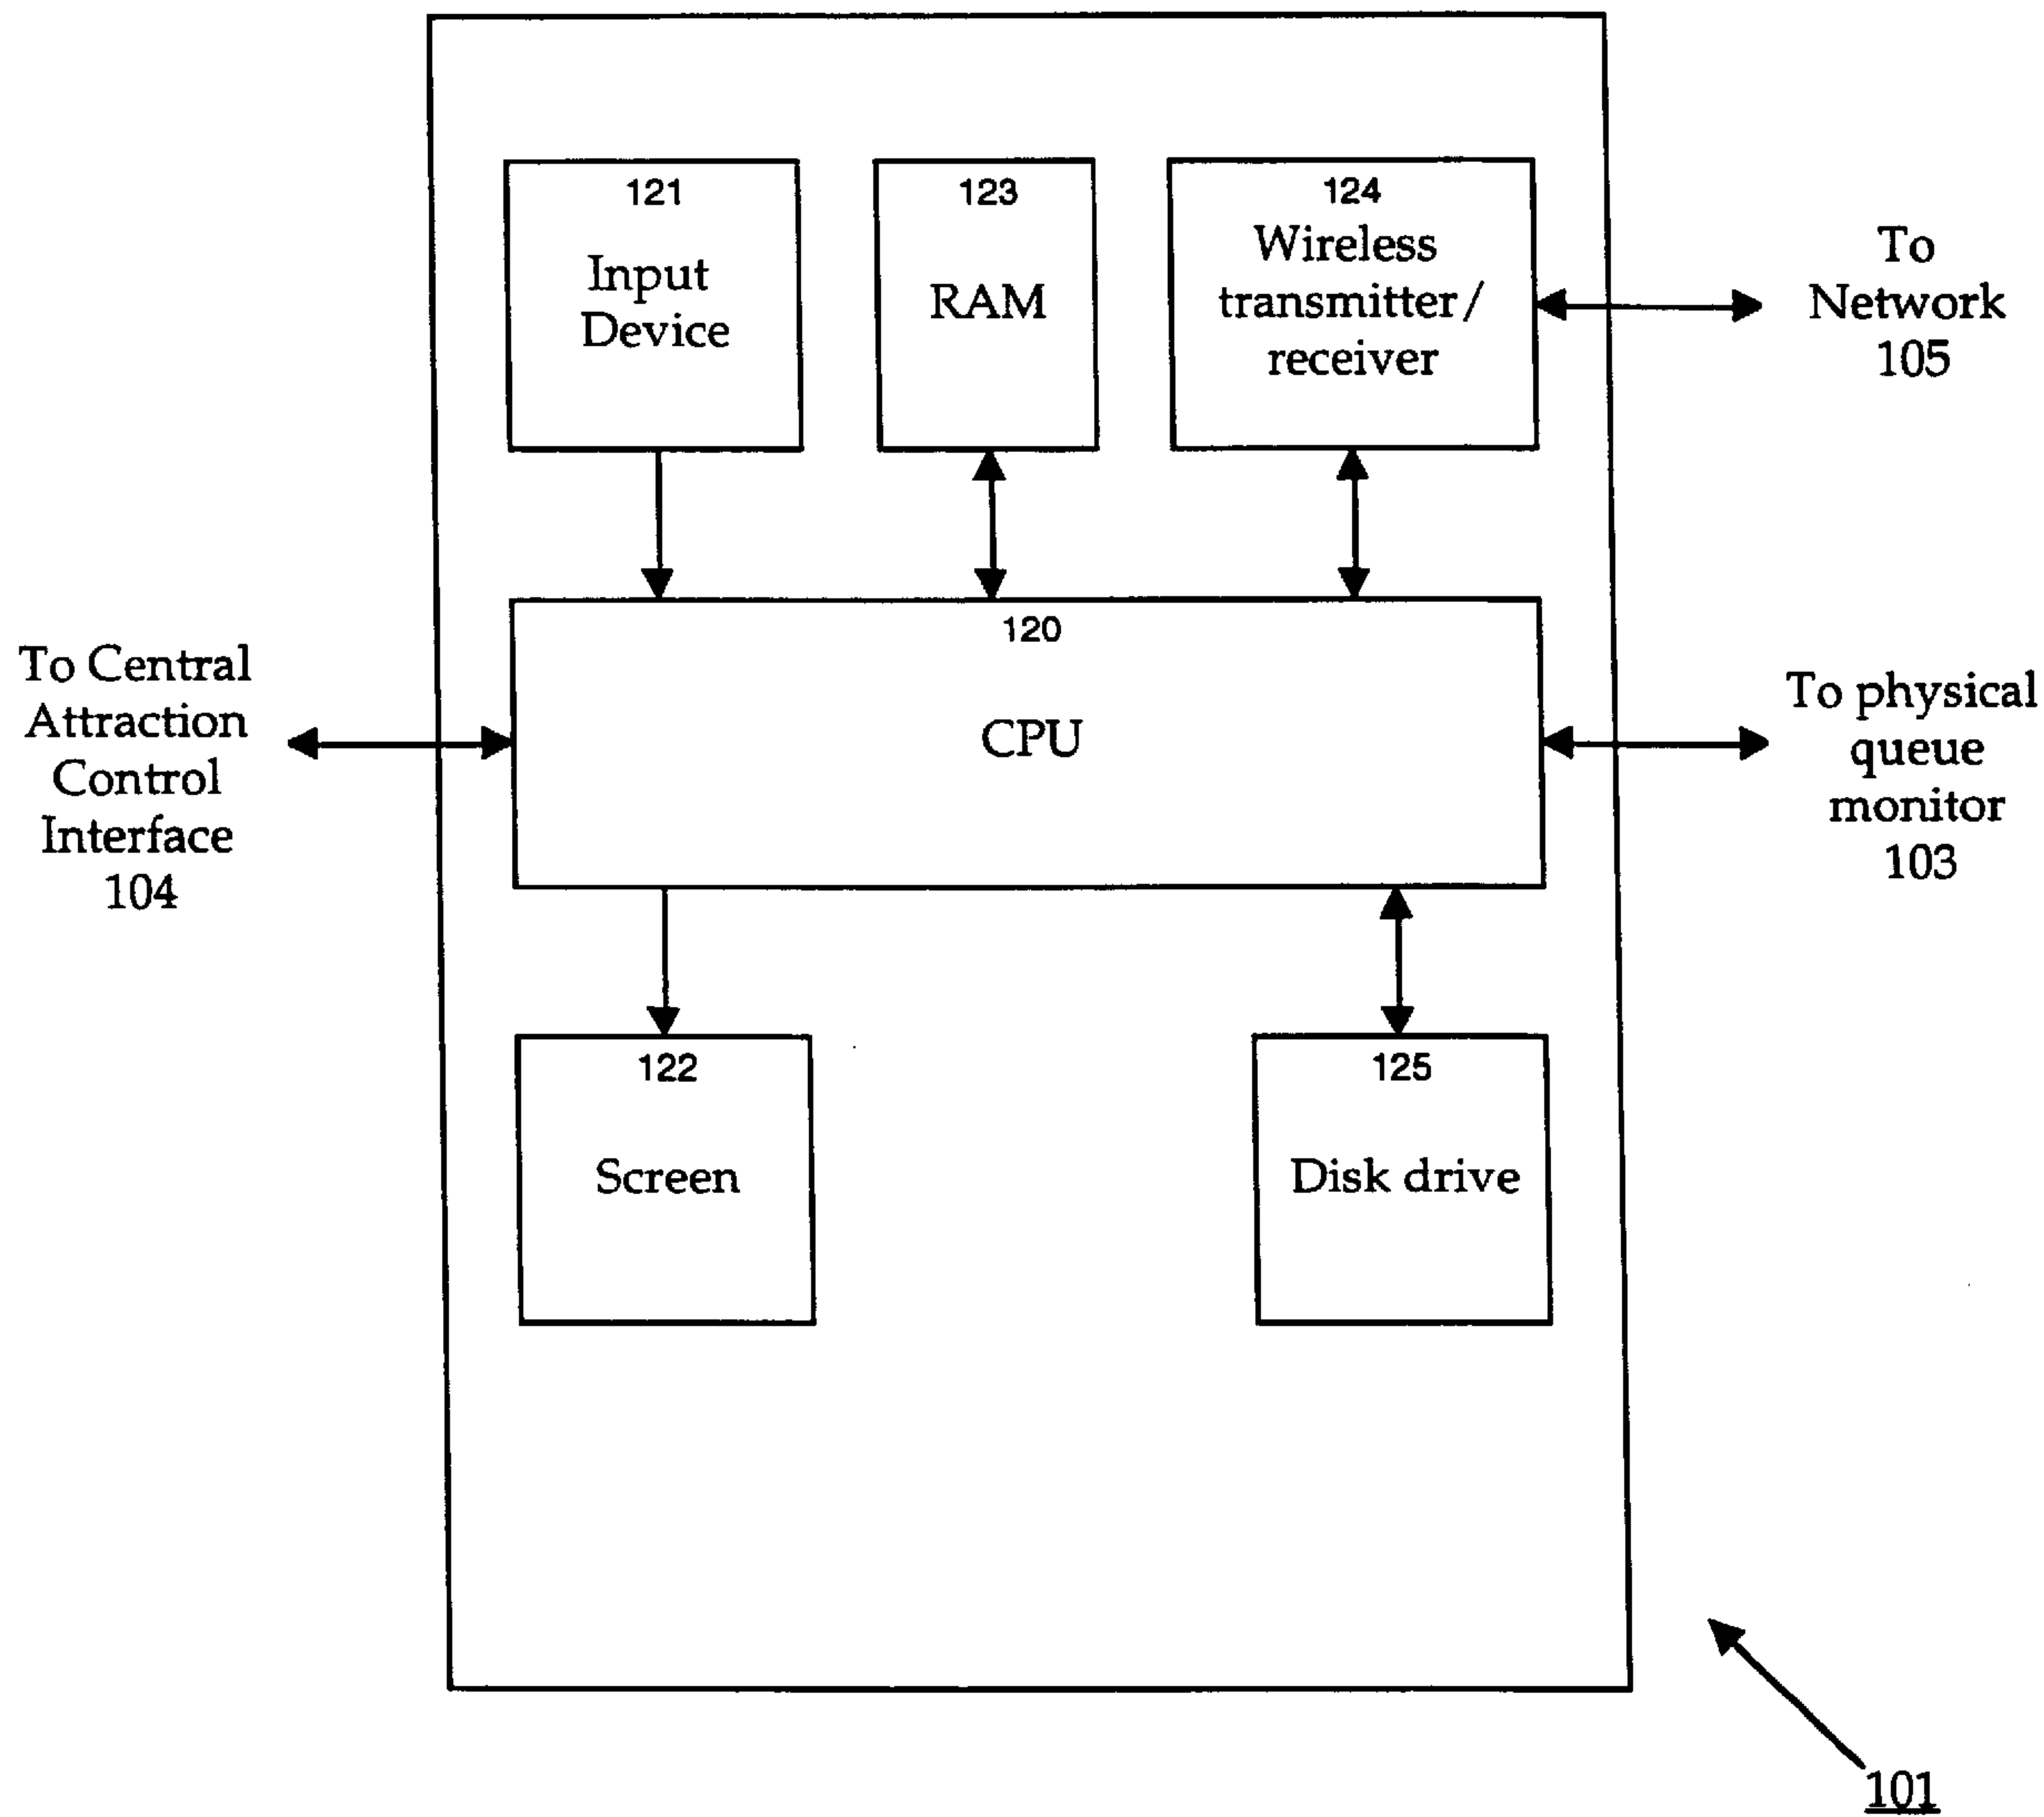 121
Input
Device
123
RAM
124
Wireless
transmitter/
receiver
To
Network
105
120
CPU
To Central
Attraction
Control
Interface
104
To physical
queue
monitor
103
122
Screen
125
Disk drive
101